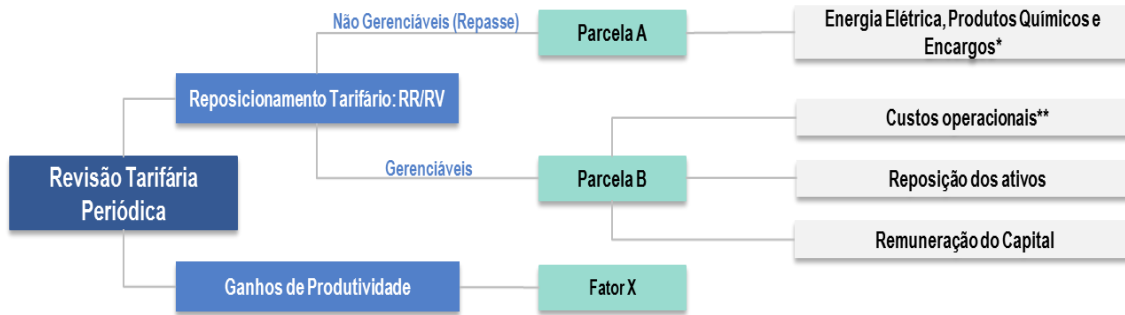 Não Gerenciáveis (Repasse)
Parcela A
Energia Elétrica, Produtos Químicos e
Encargos*
Reposicionamento Tarifário: RR/RV
Custos operacionais**
Revisão Tarifária
Periódica
Gerenciáveis
Parcela B
Reposição dos ativos
Remuneração do Capital
Ganhos de Produtividade
Fator X